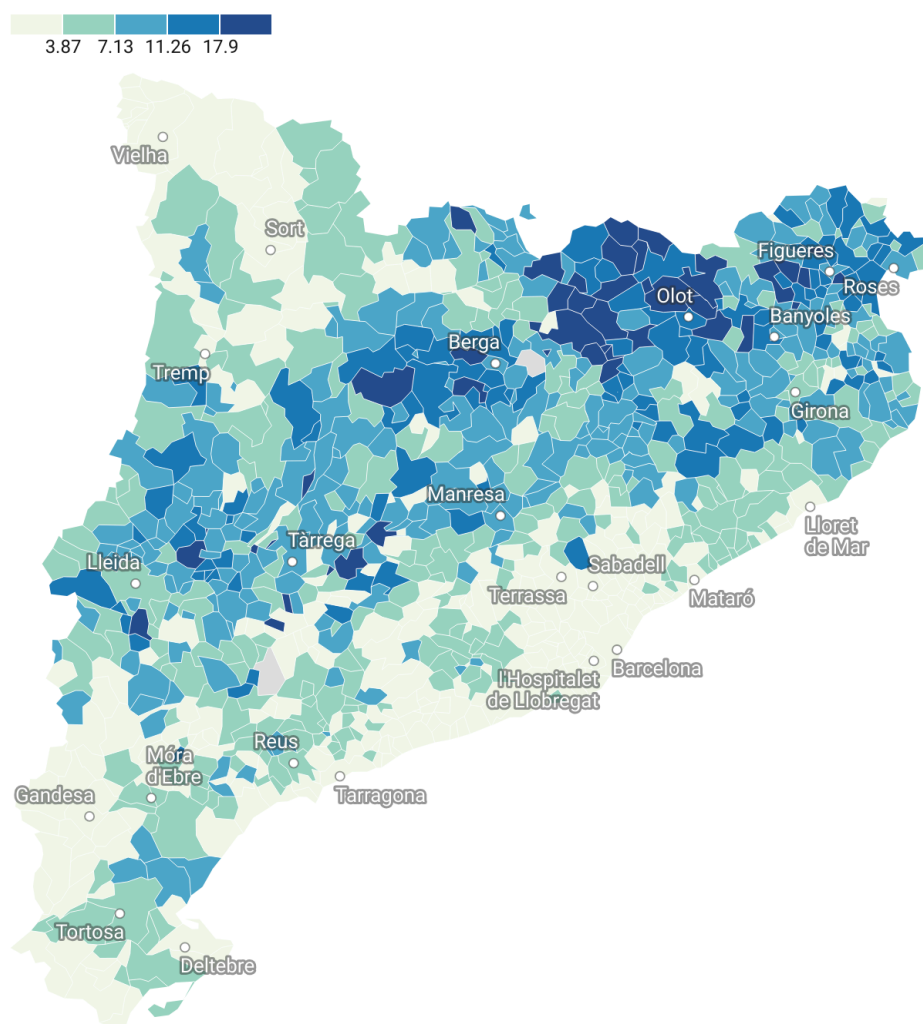 3.87 7.13 11.26 17.9
Vielha
Sort
Figueres
Roses
Olot
Banyoles
Berga
Tremp
Girona
Manresa
Lloret
de Mar
Tàrrega
Lleida
Sabadell
Terrassa
Mataró
Barcelona
l'Hospitalet
de Llobregat
Reus
Móra
d'Ebre
Gandesa
Tarragona
Tortosa
Deltebre